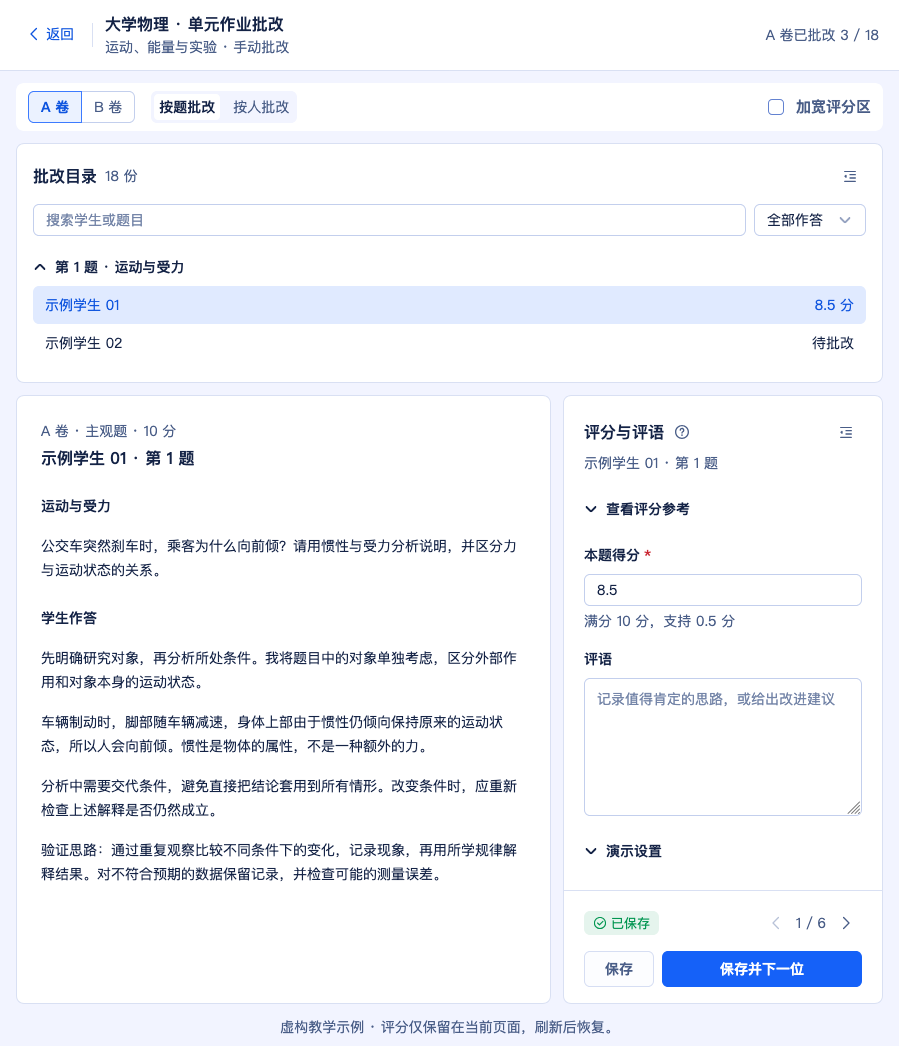 返回
大学物理 · 单元作业批改
运动、能量与实验 · 手动批改
A 卷已批改 3 / 18
A 卷
B 卷
按题批改
按人批改
加宽评分区
批改目录 18 份
搜索学生或题目
全部作答
第 1 题 · 运动与受力
示例学生 01
8.5 分
示例学生 02
待批改
A 卷 · 主观题 · 10 分
示例学生 01 · 第 1 题
运动与受力
公交车突然刹车时，乘客为什么向前倾？请用惯性与受力分析说明，并区分力
与运动状态的关系。
学生作答
先明确研究对象，再分析所处条件。我将题目中的对象单独考虑，区分外部作
用和对象本身的运动状态。
车辆制动时，脚部随车辆减速，身体上部由于惯性仍倾向保持原来的运动状
态，所以人会向前倾。惯性是物体的属性，不是一种额外的力。
分析中需要交代条件，避免直接把结论套用到所有情形。改变条件时，应重新
检查上述解释是否仍然成立。
验证思路：通过重复观察比较不同条件下的变化，记录现象，再用所学规律解
释结果。对不符合预期的数据保留记录，并检查可能的测量误差。
评分与评语
示例学生 01 · 第 1 题
查看评分参考
本题得分 *
8.5
满分 10 分，支持 0.5 分
评语
记录值得肯定的思路，或给出改进建议
演示设置
已保存
1 / 6
保存
保存并下一位
虚构教学示例 · 评分仅保留在当前页面，刷新后恢复。